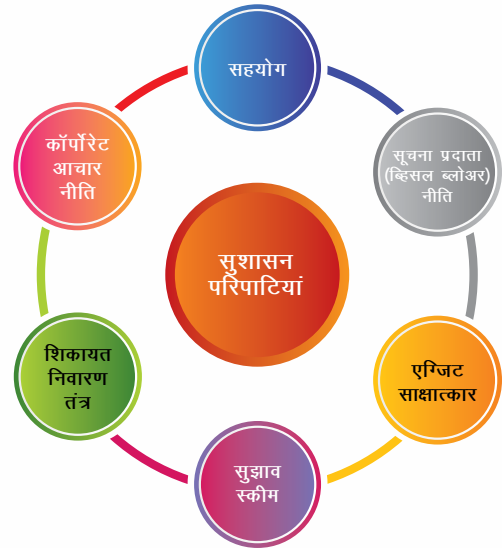 सहयोग
सूचना प्रदाता
(व्हिसल ब्लोअर)
नीति
एग्जिट
साक्षात्कार
सुझाव
स्कीम
शिकायत
निवारण
तंत्र
कॉर्पोरेट
आचार
नीति
सुशासन
परिपाटियां